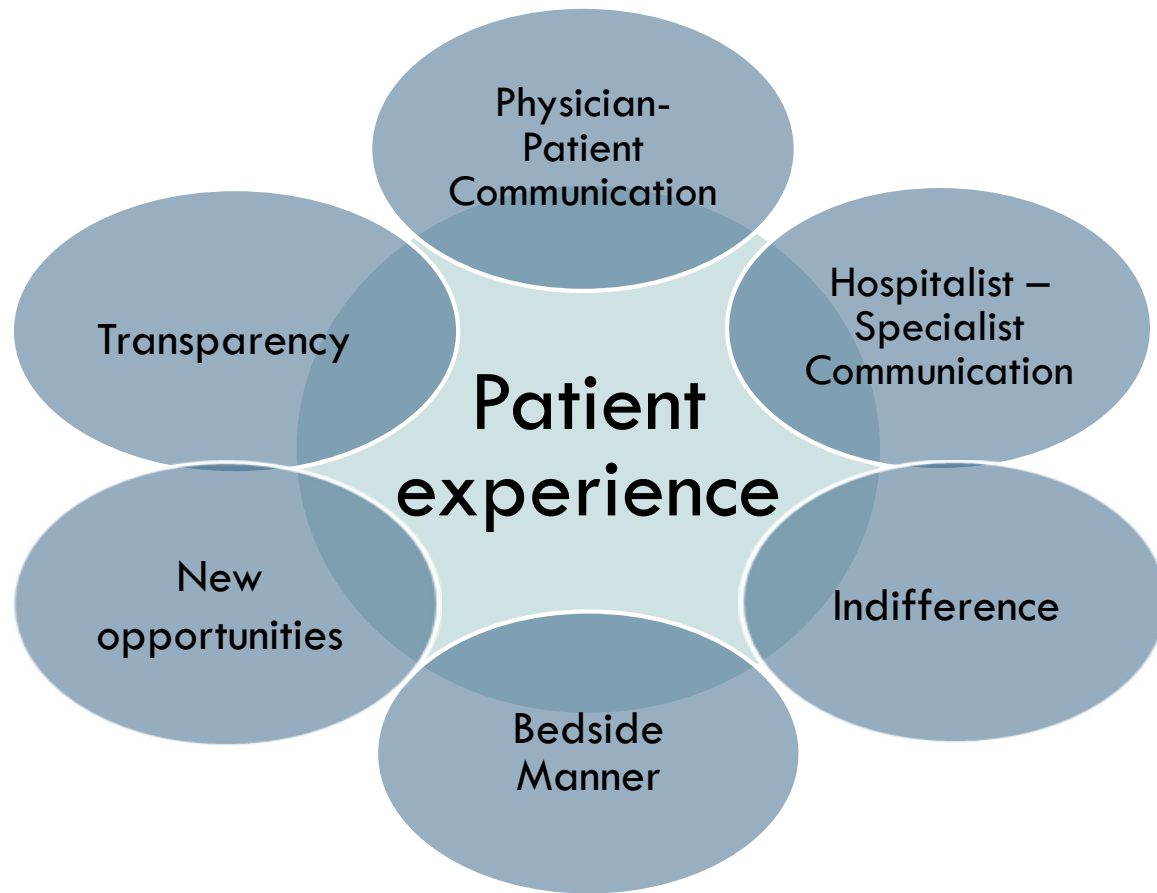 Physician-
Patient
Communication
Hospitalist –
Specialist
Communication
Transparency
Patient
experience
New
opportunities
Indifference
Bedside
Manner